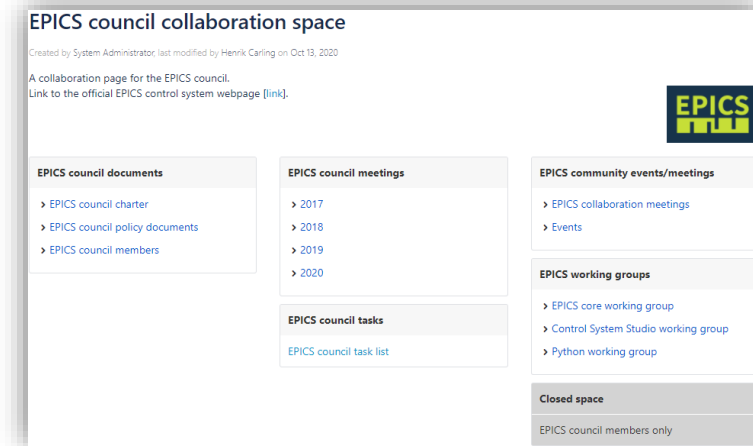 EPICS council collaboration space
Created by System Administrator, last modified by Henrik Carling on Oct 13, 2020
A collaboration page for the EPICS council.
Link to the official EPICS control system webpage [link].
EPICS
EPICS council documents
> EPICS council charter
> EPICS council policy documents
> EPICS council members
EPICS council meetings
> 2017
> 2018
> 2019
> 2020
EPICS council tasks
EPICS council task list
EPICS community events/meetings
> EPICS collaboration meetings
> Events
EPICS working groups
> EPICS core working group
> Control System Studio working group
> Python working group
Closed space
EPICS council members only